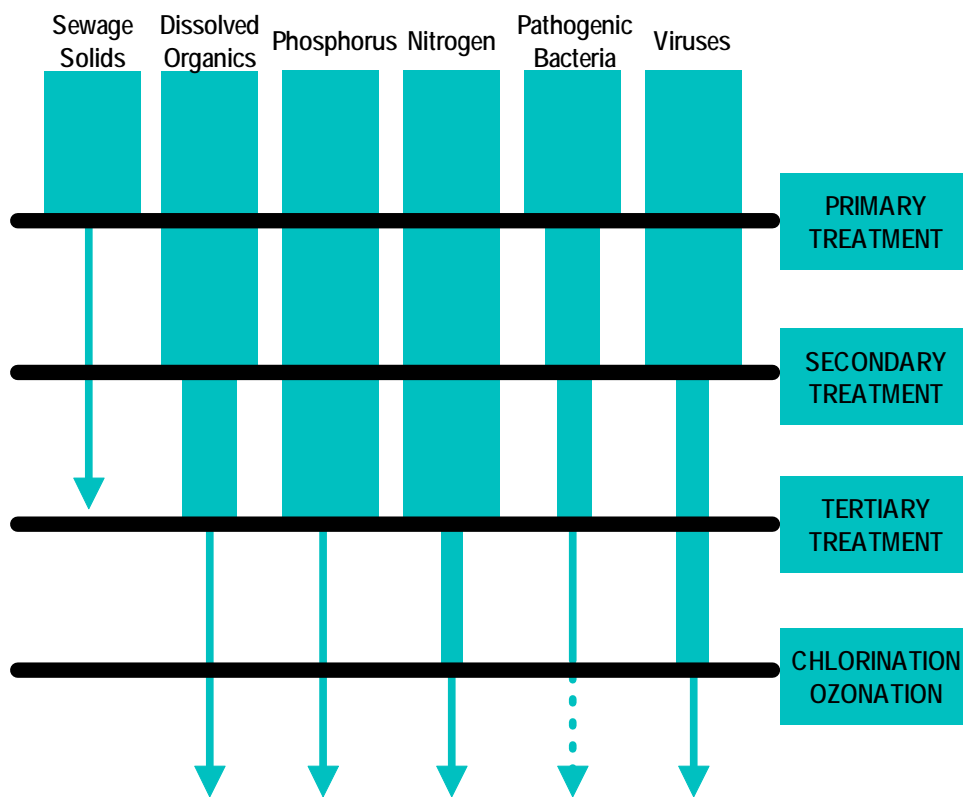 Sewage
Solids
Dissolved
Organics
Phosphorus
Nitrogen
Pathogenic
Bacteria
Viruses
PRIMARY
TREATMENT
SECONDARY
TREATMENT
TERTIARY
TREATMENT
CHLORINATION
OZONATION